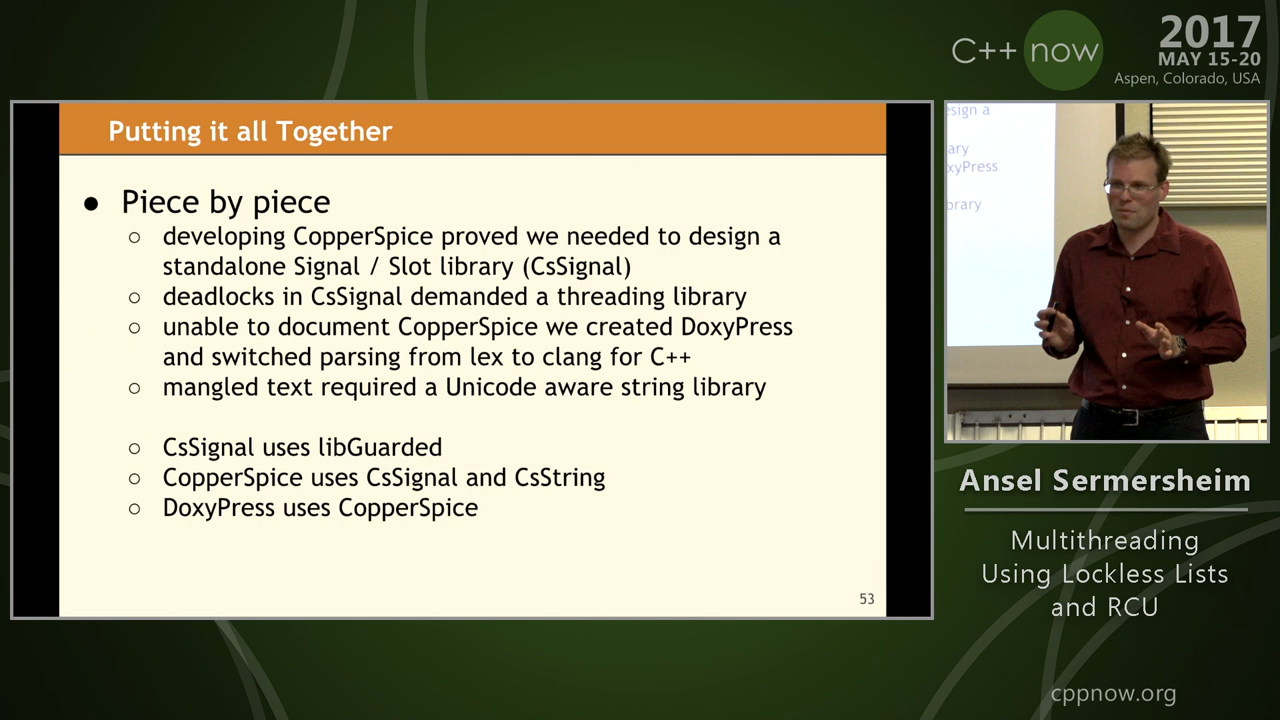 C++ now
2017
MAY 15-20
Aspen, Colorado, USA
Putting it all Together
● Piece by piece
○ developing CopperSpice proved we needed to design a
standalone Signal / Slot library (CsSignal)
○ deadlocks in CsSignal demanded a threading library
○ unable to document CopperSpice we created DoxyPress
and switched parsing from lex to clang for C++
○ mangled text required a Unicode aware string library
○ CsSignal uses libGuarded
○ CopperSpice uses CsSignal and CsString
○ DoxyPress uses CopperSpice
53
esign a
ary
xyPress
brary
Ansel Sermersheim
Multithreading
Using Lockless Lists
and RCU
cppnow.org